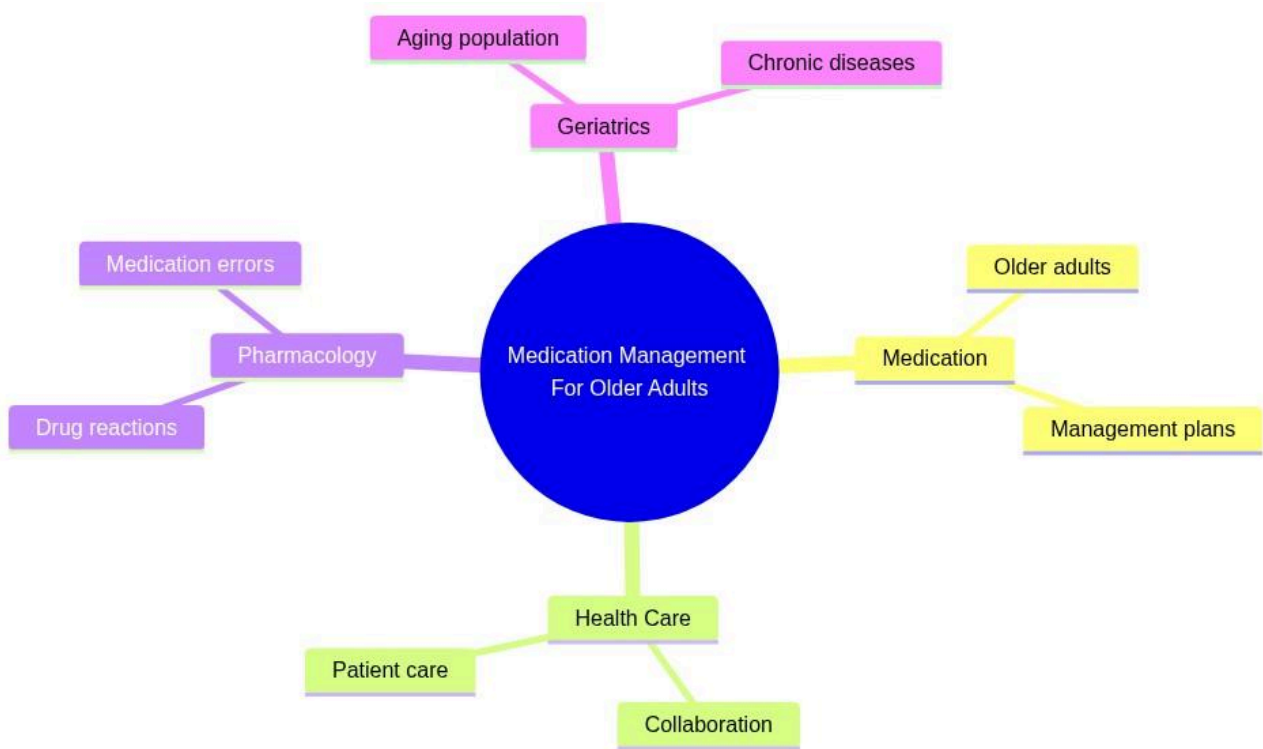 Aging population
Chronic diseases
Geriatrics
Medication errors
Older adults
Pharmacology
Medication Management
For Older Adults
Medication
Drug reactions
Management plans
Health Care
Patient care
Collaboration